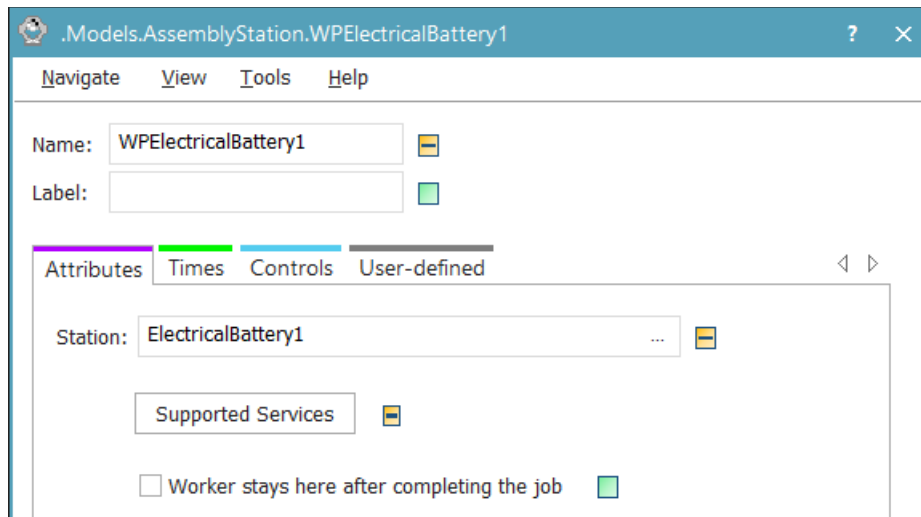 .Models.AssemblyStation.WPElectricalBattery1 ? ×
Navigate View Tools Help
Name: WPElectricalBattery1
Label:
Attributes Times Controls User-defined
Station: ElectricalBattery1 ...
Supported Services
Worker stays here after completing the job